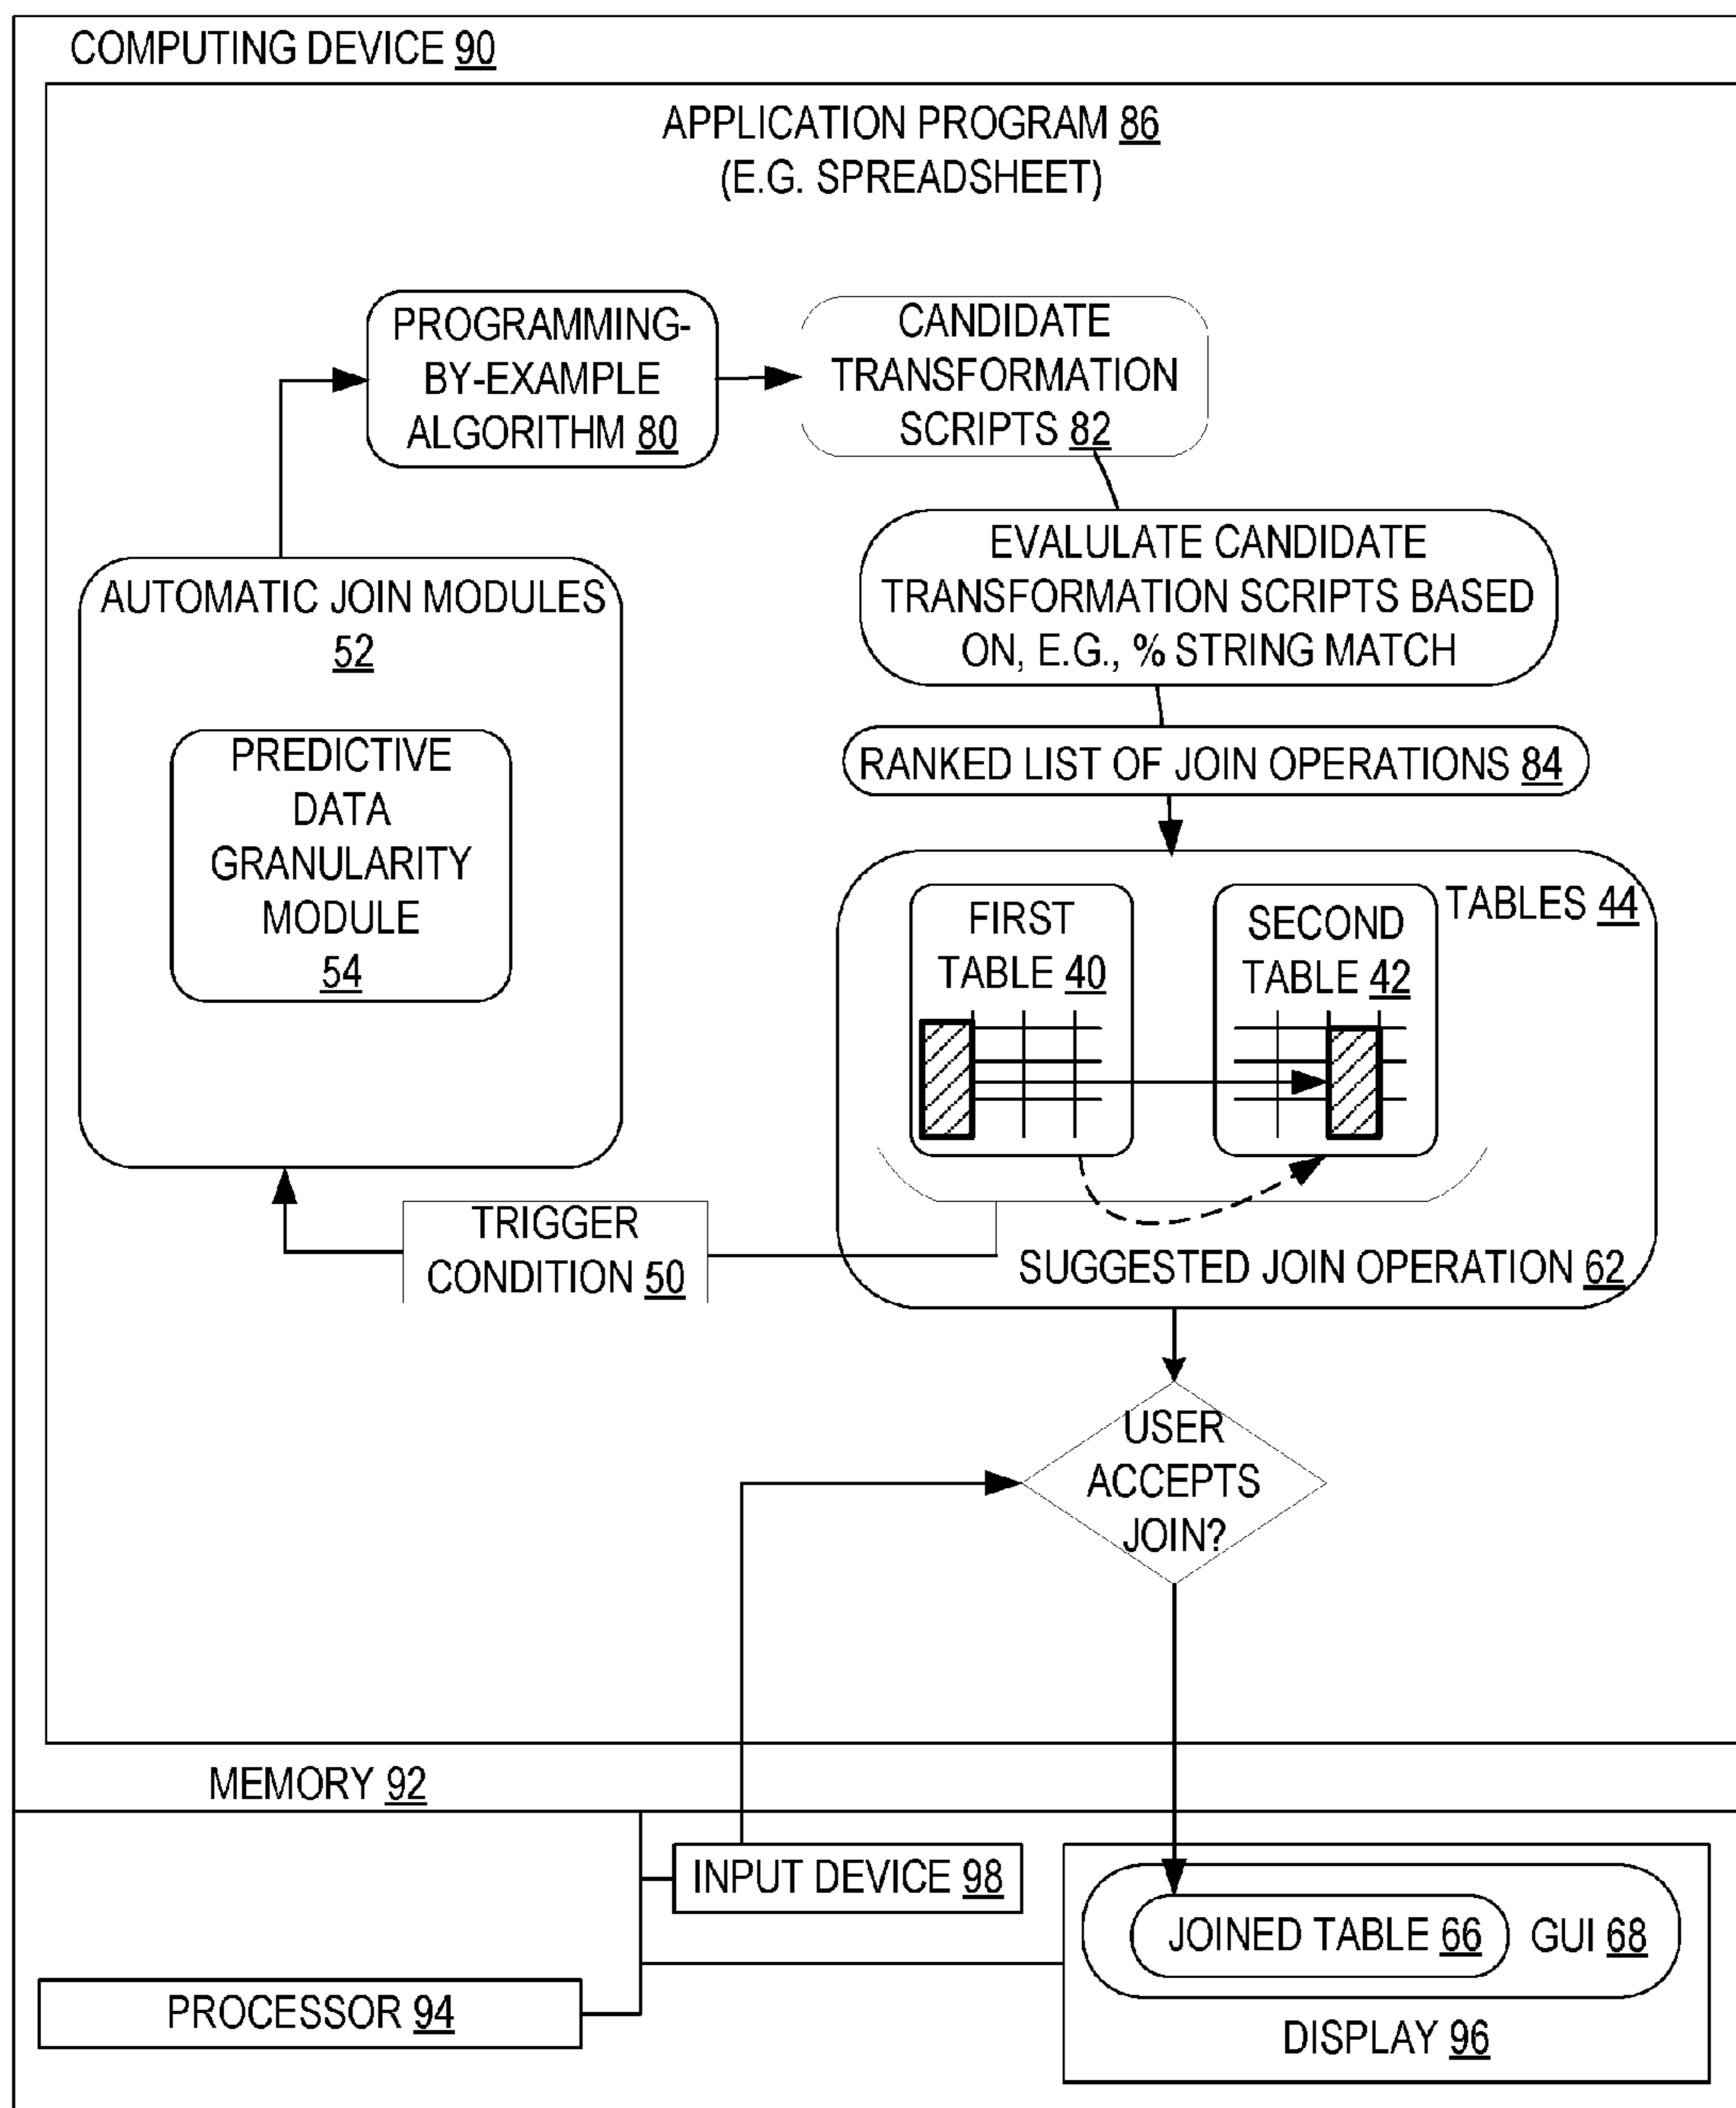 COMPUTING DEVICE 90
APPLICATION PROGRAM 86
(E.G. SPREADSHEET)
PROGRAMMING-
BY-EXAMPLE
ALGORITHM 80
CANDIDATE
TRANSFORMATION
SCRIPTS 82
EVALULATE CANDIDATE
TRANSFORMATION SCRIPTS BASED
ON, E.G., % STRING MATCH
AUTOMATIC JOIN MODULES
52
PREDICTIVE
DATA
GRANULARITY
MODULE
54
RANKED LIST OF JOIN OPERATIONS 84
TABLES 44
FIRST
TABLE 40
SECOND
TABLE 42
TRIGGER
CONDITION 50
SUGGESTED JOIN OPERATION 62
USER
ACCEPTS
JOIN?
MEMORY 92
INPUT DEVICE 98
JOINED TABLE 66
GUI 68
PROCESSOR 94
DISPLAY 96